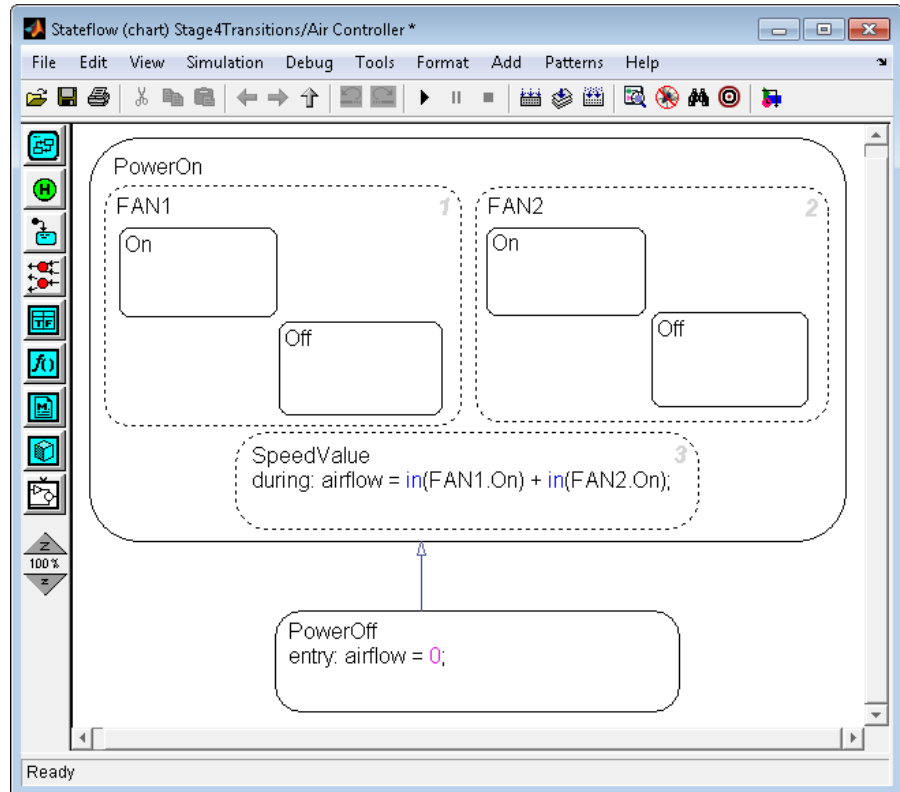 Stateflow (chart) Stage4Transitions/Air Controller *
File Edit View Simulation Debug Tools Format Add Patterns Help
H
TF
f()
M
Z
100 %
Z
PowerOn
FAN1 1
On
Off
FAN2 2
On
Off
SpeedValue 3
during: airflow = in(FAN1.On) + in(FAN2.On);
PowerOff
entry: airflow = 0;
Ready